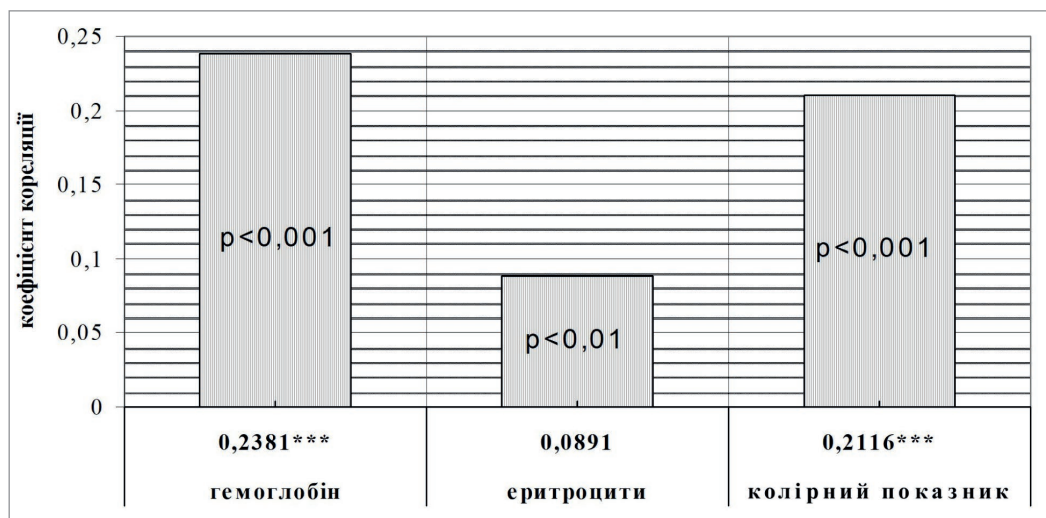 коефіцієнт кореляції
0,25
0,2
0,15
0,1
0,05
0
p<0,001
p<0,01
p<0,001
0,2381*** 0,0891 0,2116***
гемоглобін еритроцити колірний показник